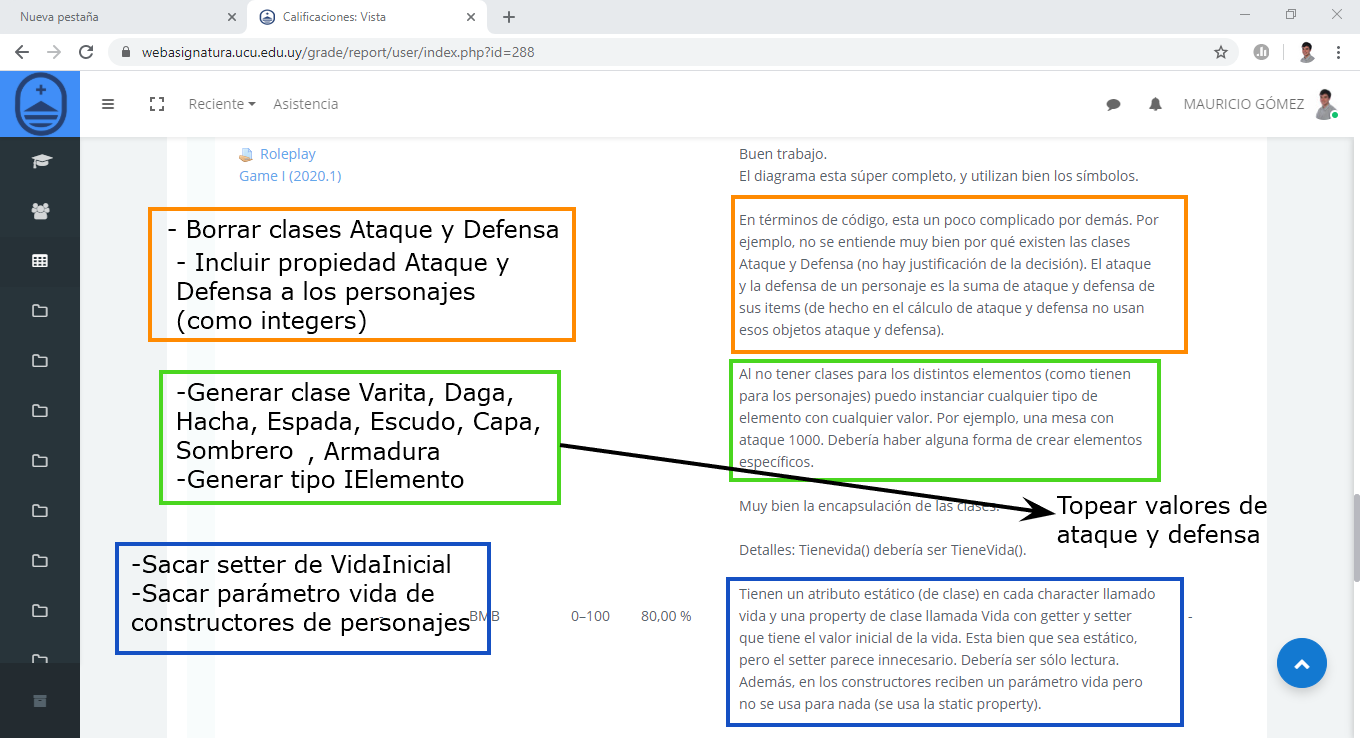 Nueva pestaña
Calificaciones: Vista
webasignatura.ucu.edu.uy/grade/report/user/index.php?id=288
Reciente
Asistencia
MAURICIO GÓMEZ
Roleplay
Game I (2020.1)
- Borrar clases Ataque y Defensa
- Incluir propiedad Ataque y
Defensa a los personajes
(como integers)
-Generar clase Varita, Daga,
Hacha, Espada, Escudo, Capa,
Sombrero , Armadura
-Generar tipo IElemento
-Sacar setter de VidaInicial
-Sacar parámetro vida de
constructores de personajes
BMB
0–100
80,00 %
Buen trabajo.
El diagrama esta súper completo, y utilizan bien los símbolos.
En términos de código, esta un poco complicado por demás. Por
ejemplo, no se entiende muy bien por qué existen las clases
Ataque y Defensa (no hay justificación de la decisión). El ataque
y la defensa de un personaje es la suma de ataque y defensa de
sus items (de hecho en el cálculo de ataque y defensa no usan
esos objetos ataque y defensa).
Al no tener clases para los distintos elementos (como tienen
para los personajes) puedo instanciar cualquier tipo de
elemento con cualquier valor. Por ejemplo, una mesa con
ataque 1000. Debería haber alguna forma de crear elementos
específicos.
Muy bien la encapsulación de las clases.
Topear valores de
ataque y defensa
Detalles: Tienevida() debería ser TieneVida().
Tienen un atributo estático (de clase) en cada character llamado
vida y una property de clase llamada Vida con getter y setter
que tiene el valor inicial de la vida. Esta bien que sea estático,
pero el setter parece innecesario. Debería ser sólo lectura.
Además, en los constructores reciben un parámetro vida pero
no se usa para nada (se usa la static property).
-